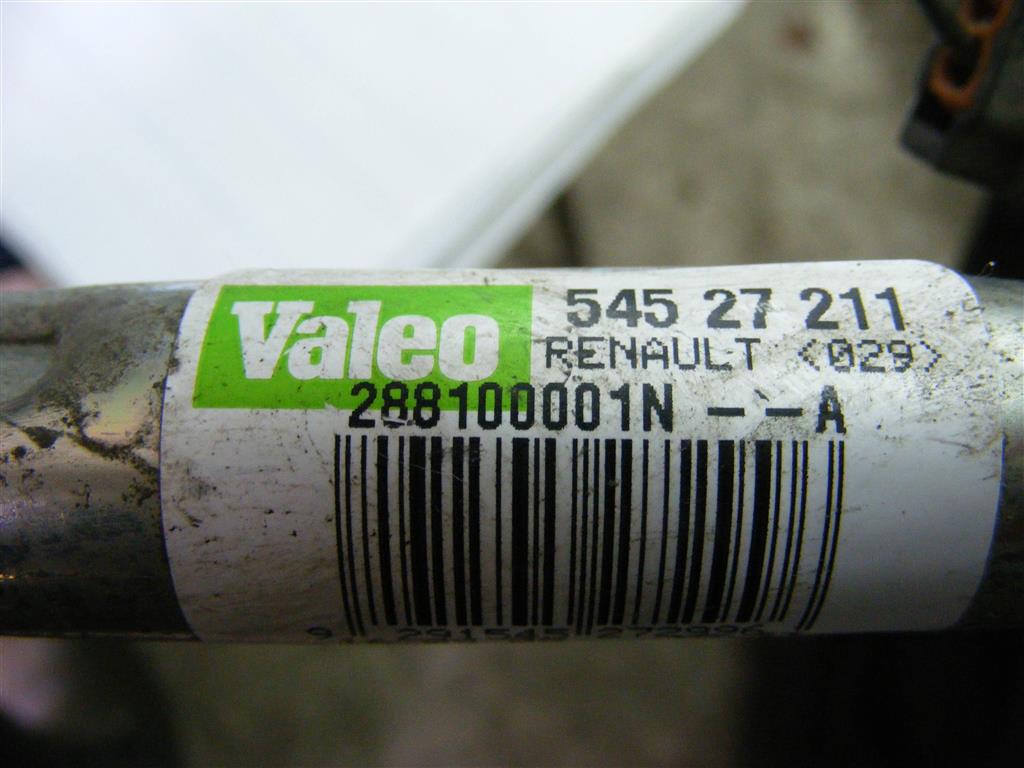 Valeo
545 27 211
RENAULT <029>
288100001N -- A